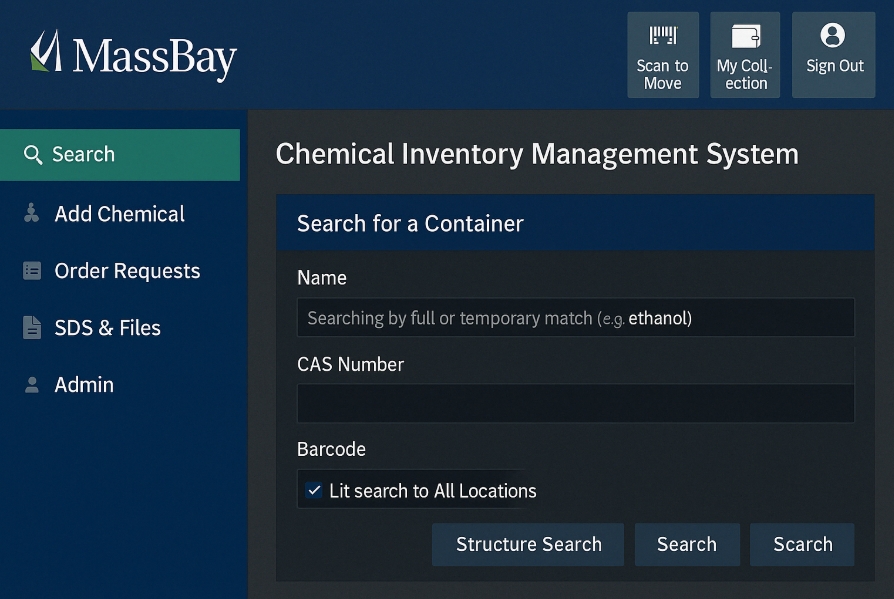 MassBay
Scan to
Move
My Coll-
ection
Sign Out
Search
Add Chemical
Order Requests
SDS & Files
Admin
Chemical Inventory Management System
Search for a Container
Name
Searching by full or temporary match (e.g. ethanol)
CAS Number
Barcode
Lit search to All Locations
Structure Search
Search
Scarch